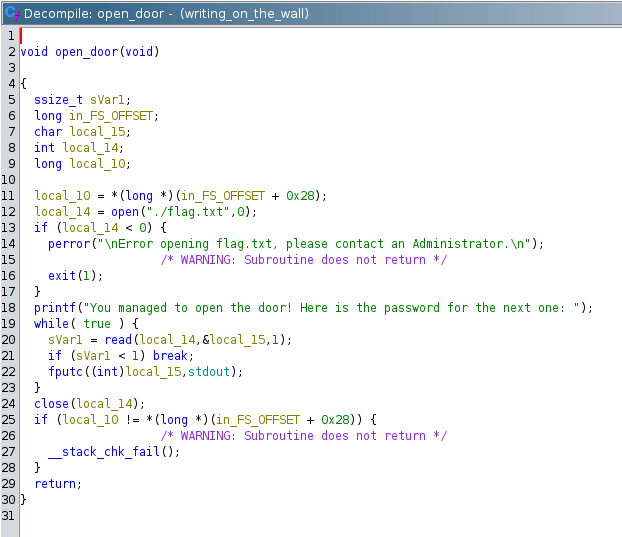 Decompile: open_door - (writing_on_the_wall)
1
2 void open_door(void)
3
4 {
5   ssize_t sVar1;
6   long in_FS_OFFSET;
7   char local_15;
8   int local_14;
9   long local_10;
10
11   local_10 = *(long *)(in_FS_OFFSET + 0x28);
12   local_14 = open("./flag.txt",0);
13   if (local_14 < 0) {
14     perror("\nError opening flag.txt, please contact an Administrator.\n");
15                     /* WARNING: Subroutine does not return */
16     exit(1);
17   }
18   printf("You managed to open the door! Here is the password for the next one: ");
19   while( true ) {
20     sVar1 = read(local_14,&local_15,1);
21     if (sVar1 < 1) break;
22     fputc((int)local_15,stdout);
23   }
24   close(local_14);
25   if (local_10 != *(long *)(in_FS_OFFSET + 0x28)) {
26                     /* WARNING: Subroutine does not return */
27     __stack_chk_fail();
28   }
29   return;
30 }
31